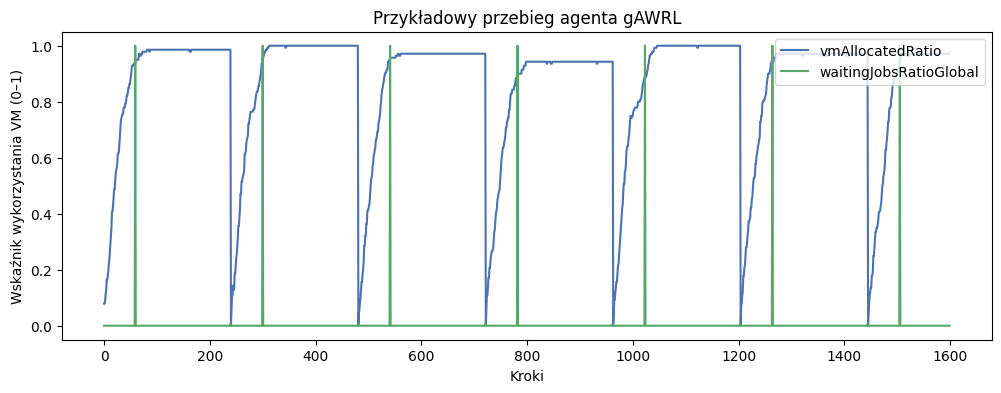 Przykładowy przebieg agenta gAWRL
vmAllocatedRatio
waitingJobsRatioGlobal
Wskaźnik wykorzystania VM (0–1)
1.0
0.8
0.6
0.4
0.2
0.0
0 200 400 600 800 1000 1200 1400 1600
Kroki